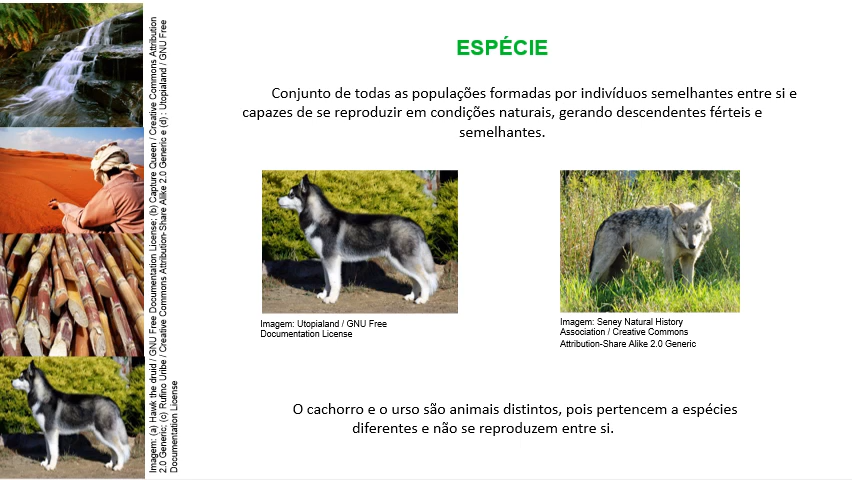 ESPÉCIE
Conjunto de todas as populações formadas por indivíduos semelhantes entre si e
capazes de se reproduzir em condições naturais, gerando descendentes férteis e
semelhantes.
Imagem: Utopialand / GNU Free
Documentation License
Imagem: Seney Natural History
Association / Creative Commons
Attribution-Share Alike 2.0 Generic
O cachorro e o urso são animais distintos, pois pertencem a espécies
diferentes e não se reproduzem entre si.
Imagem: (a) Hawk the druid / GNU Free Documentation License; (b) Capture Queen / Creative Commons Attribution
2.0 Generic; (c) Rufino Uribe / Creative Commons Attribution-Share Alike 2.0 Generic e (d) : Utopialand / GNU Free
Documentation License